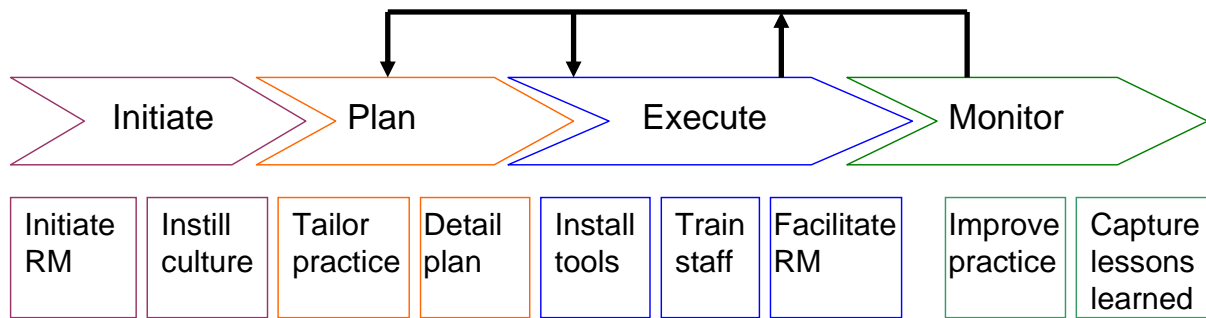 Initiate
Plan
Execute
Monitor
Initiate
RM
Instill
culture
Tailor
practice
Detail
plan
Install
tools
Train
staff
Facilitate
RM
Improve
practice
Capture
lessons
learned